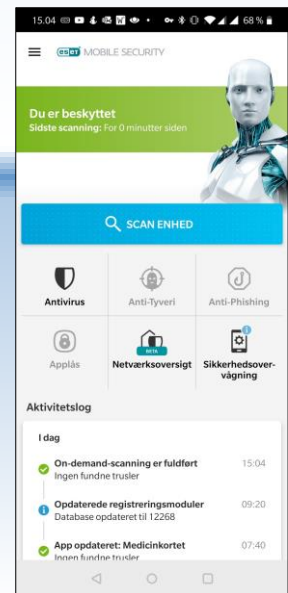 15.04
68 %
eset MOBILE SECURITY
Du er beskyttet
Sidste scanning: For 0 minutter siden
SCAN ENHED
Antivirus
Anti-Tyveri
Anti-Phishing
Applås
BETA
Netværksoversigt
Sikkerhedsover-
vågning
Aktivitetslog
I dag
On-demand-scanning er fuldført 15:04
Ingen fundne trusler
Opdaterede registreringsmoduler 09:20
Database opdateret til 12268
App opdateret: Medicinkortet 07:40
Ingen fundne trusler